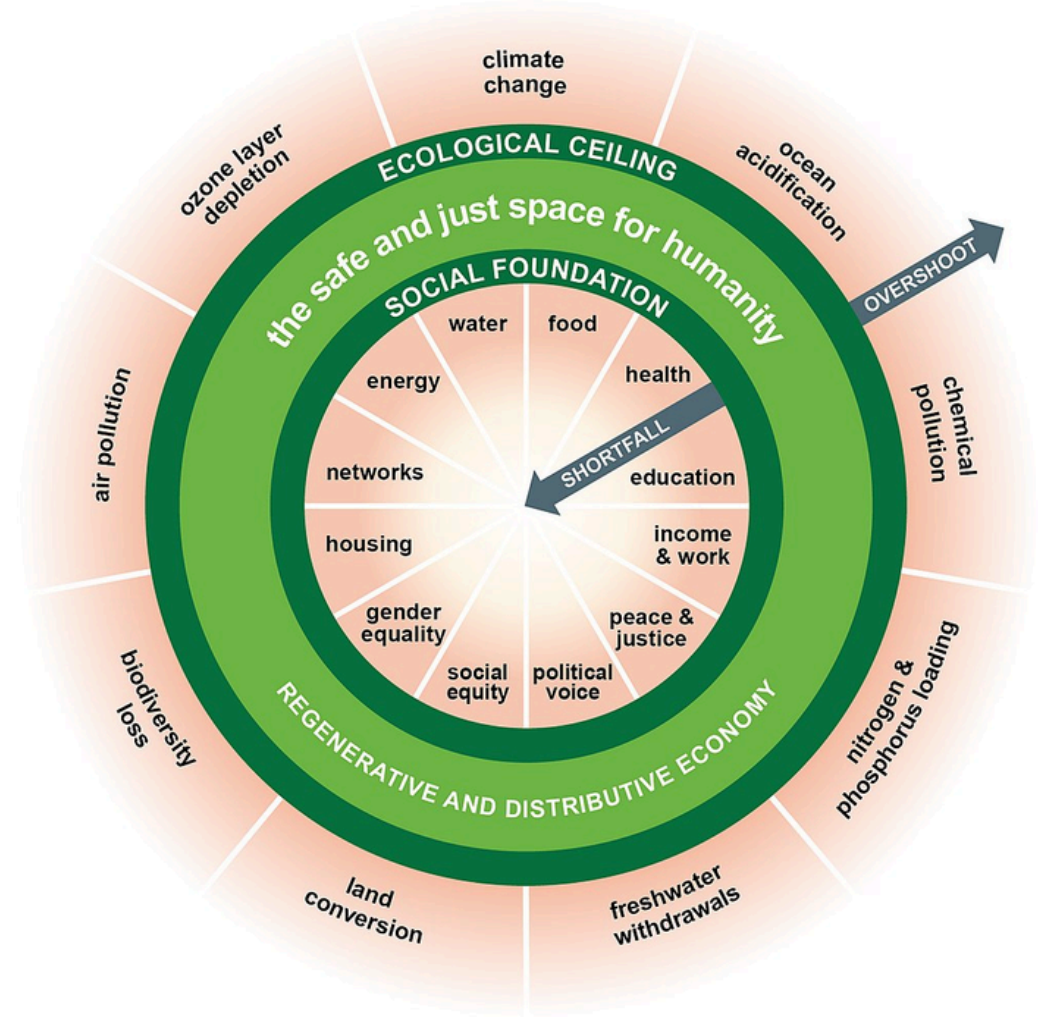 climate
change
ozone layer
depletion
ocean
acidification
ECOLOGICAL CEILING
the safe and just space for humanity
SOCIAL FOUNDATION
OVERSHOOT
water
food
energy
health
SHORTFALL
networks
education
housing
income
& work
gender
equality
peace &
justice
social
equity
political
voice
REGENERATIVE AND DISTRIBUTIVE ECONOMY
air pollution
chemical
pollution
biodiversity
loss
nitrogen &
phosphorus loading
land
conversion
freshwater
withdrawals